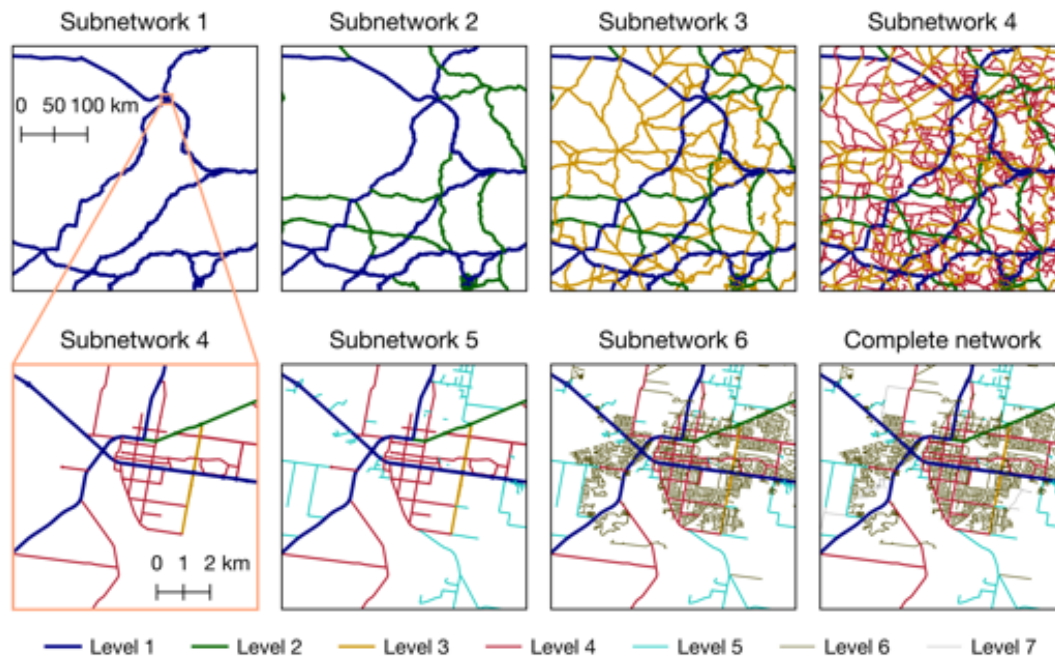 Subnetwork 1
Subnetwork 2
Subnetwork 3
Subnetwork 4
0 50 100 km
Subnetwork 4
Subnetwork 5
Subnetwork 6
Complete network
0 1 2 km
Level 1
Level 2
Level 3
Level 4
Level 5
Level 6
Level 7